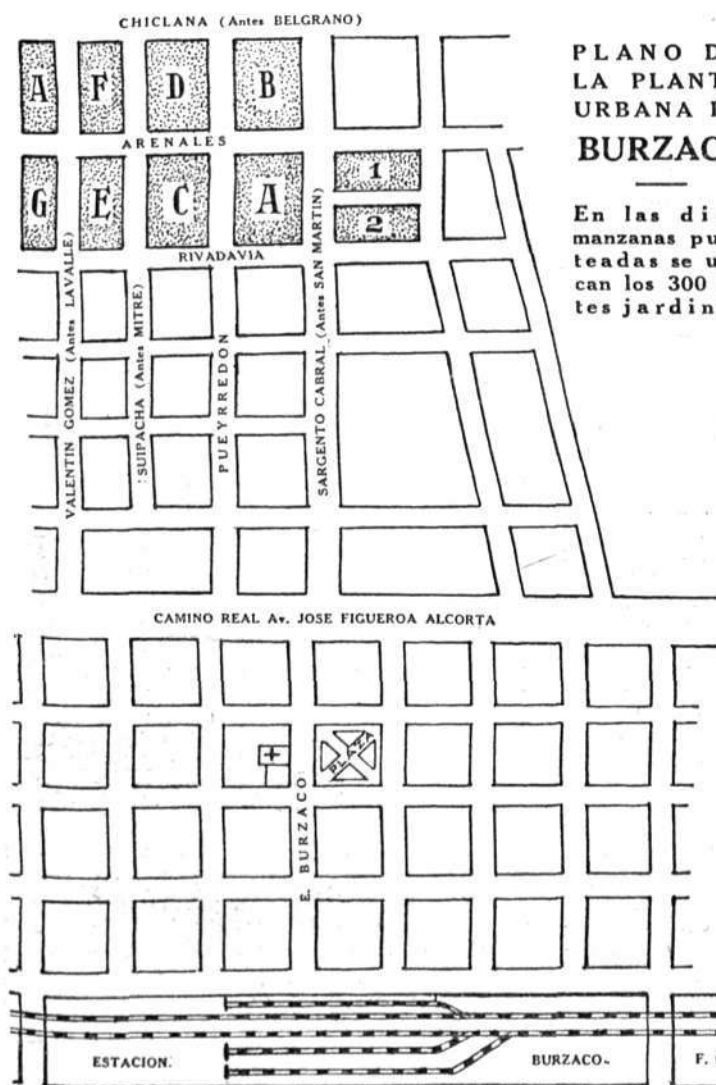 CHICLANA (Antes BELGRANO)
PLANO D
LA PLANT
URBANA
BURZAC
En las di
manzanas pu
teadas se u
can los 300
tes jardin
A F D B
ARENALES
G E C A
1
2
RIVADAVIA
VALENTIN GOMEZ (Antes LAVALLE)
SUIPACHA (Antes MITRE)
PUEYRREDON
SARGENTO CABRAL (Antes SAN MARTIN)
CAMINO REAL Av. JOSE FIGUEROA ALCORTA
PLAZA
E. BURZACO
ESTACION.
BURZACO.
F.